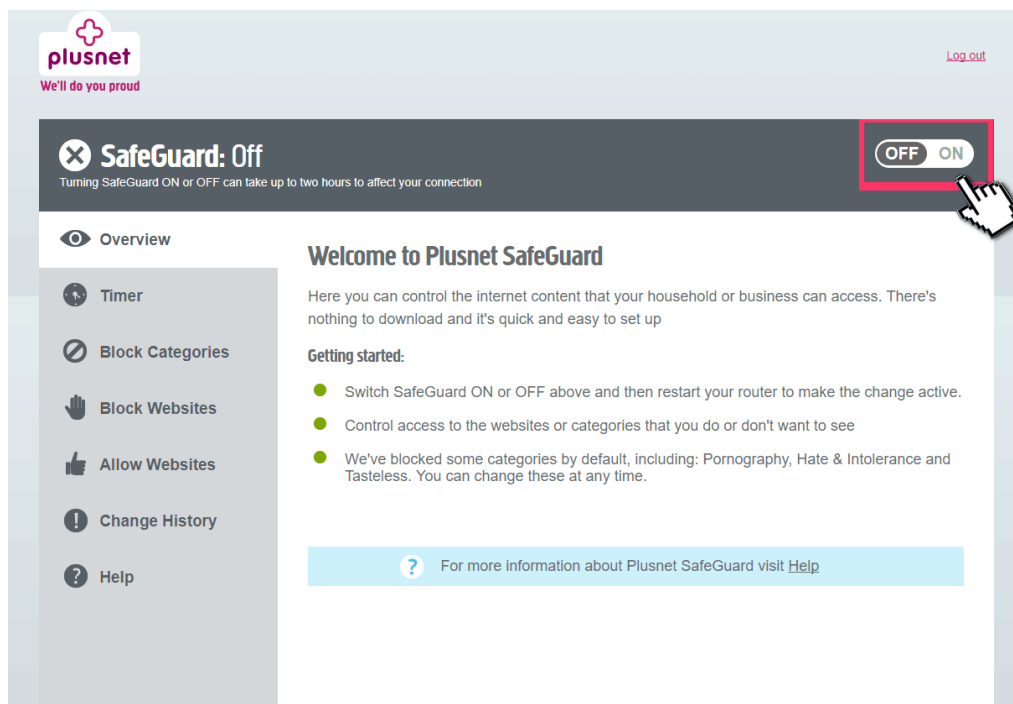 plusnet
We'll do you proud
Log out
SafeGuard: Off
Turning SafeGuard ON or OFF can take up to two hours to affect your connection
OFF ON
Overview
Timer
Block Categories
Block Websites
Allow Websites
Change History
Help
Welcome to Plusnet SafeGuard
Here you can control the internet content that your household or business can access. There's
nothing to download and it's quick and easy to set up
Getting started:
Switch SafeGuard ON or OFF above and then restart your router to make the change active.
Control access to the websites or categories that you do or don't want to see
We've blocked some categories by default, including: Pornography, Hate & Intolerance and
Tasteless. You can change these at any time.
? For more information about Plusnet SafeGuard visit Help